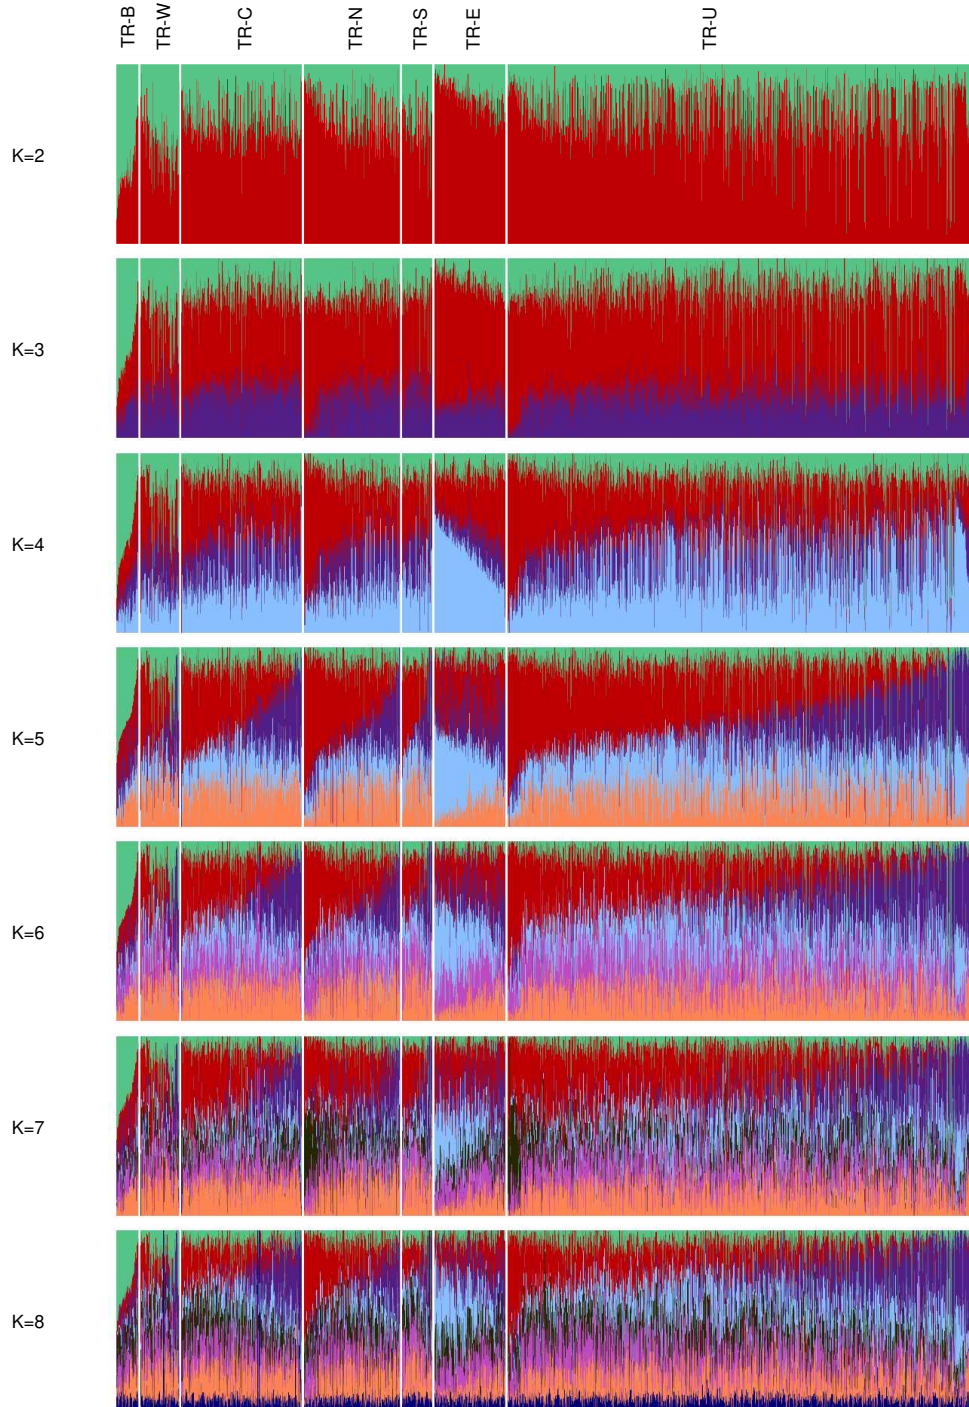 TR-B
TR-W
TR-C
TR-N
TR-S
TR-E
TR-U
K=2
K=3
K=4
K=5
K=6
K=7
K=8